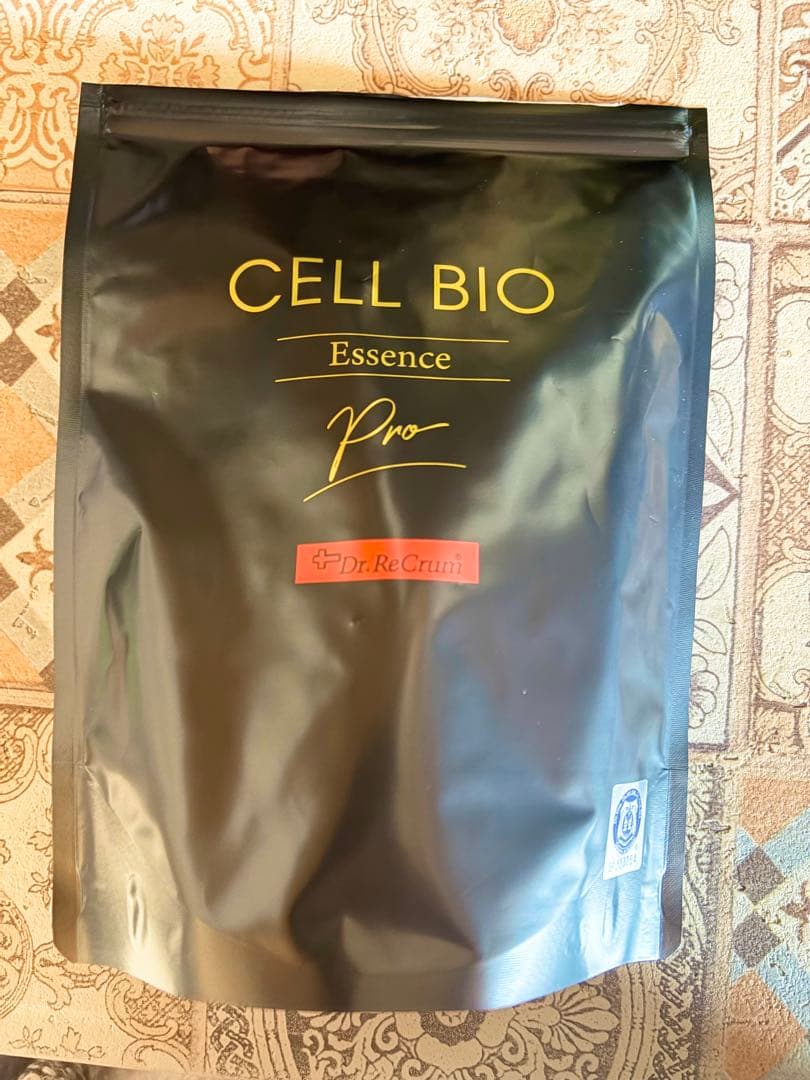 CELL BIO
Essence
Pro
Dr. ReCrum